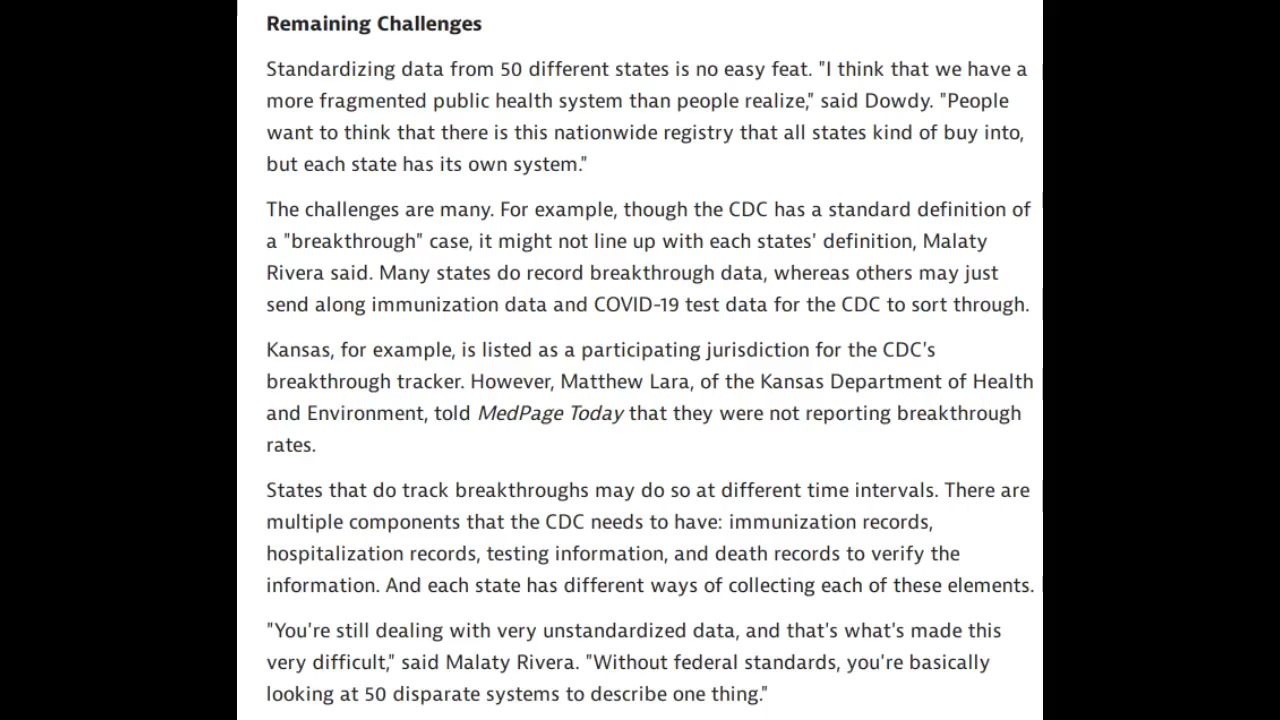 Remaining Challenges
Standardizing data from 50 different states is no easy feat. "I think that we have a
more fragmented public health system than people realize," said Dowdy. "People
want to think that there is this nationwide registry that all states kind of buy into,
but each state has its own system."
The challenges are many. For example, though the CDC has a standard definition of
a "breakthrough" case, it might not line up with each states' definition, Malaty
Rivera said. Many states do record breakthrough data, whereas others may just
send along immunization data and COVID-19 test data for the CDC to sort through.
Kansas, for example, is listed as a participating jurisdiction for the CDC's
breakthrough tracker. However, Matthew Lara, of the Kansas Department of Health
and Environment, told MedPage Today that they were not reporting breakthrough
rates.
States that do track breakthroughs may do so at different time intervals. There are
multiple components that the CDC needs to have: immunization records,
hospitalization records, testing information, and death records to verify the
information. And each state has different ways of collecting each of these elements.
"You're still dealing with very unstandardized data, and that's what's made this
very difficult," said Malaty Rivera. "Without federal standards, you're basically
looking at 50 disparate systems to describe one thing."